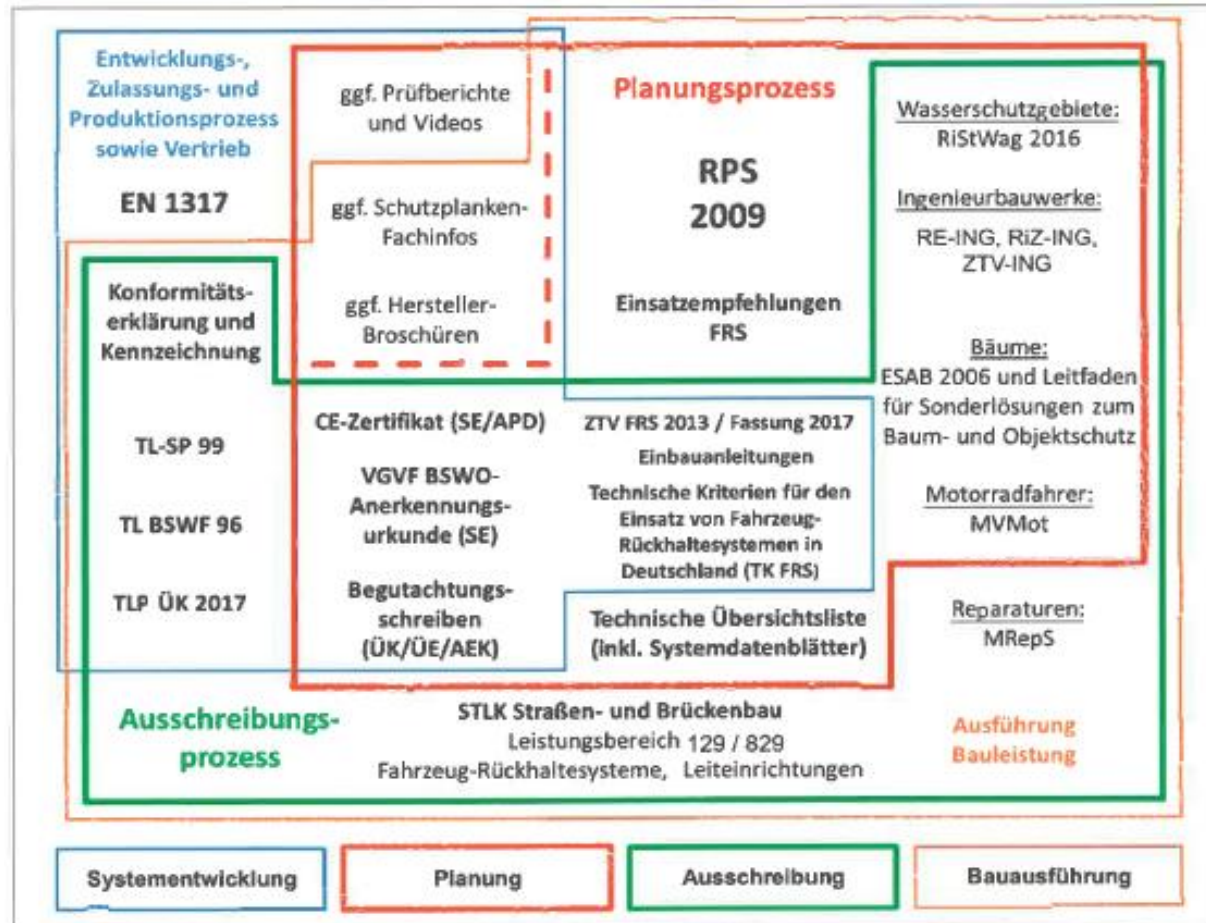 Entwicklungs-,
Zulassungs- und
Produktionsprozess
sowie Vertrieb
EN 1317
ggf. Prüfberichte
und Videos
ggf. Schutzplanken-
Fachinfos
ggf. Hersteller-
Broschüren
Planungsprozess
RPS
2009
Einsatzempfehlungen
FRS
Wasserschutzgebiete:
RiStWag 2016
Ingenieurbauwerke:
RE-ING, RiZ-ING,
ZTV-ING
Bäume:
ESAB 2006 und Leitfaden
für Sonderlösungen zum
Baum- und Objektschutz
Motorradfahrer:
MVMot
Reparaturen:
MRepS
Konformitäts-
erklärung und
Kennzeichnung
TL-SP 99
TL BSWF 96
TLP ÜK 2017
CE-Zertifikat (SE/APD)
VGVF BSWO-
Anerkennungs-
urkunde (SE)
Begutachtungs-
schreiben
(ÜK/ÜE/AEK)
ZTV FRS 2013 / Fassung 2017
Einbauanleitungen
Technische Kriterien für den
Einsatz von Fahrzeug-
Rückhaltesystemen in
Deutschland (TK FRS)
Technische Übersichtsliste
(inkl. Systemdatenblätter)
Ausschreibungs-
prozess
STLK Straßen- und Brückenbau
Leistungsbereich 129 / 829
Fahrzeug-Rückhaltesysteme, Leiteinrichtungen
Ausführung
Bauleistung
Systementwicklung
Planung
Ausschreibung
Bauausführung